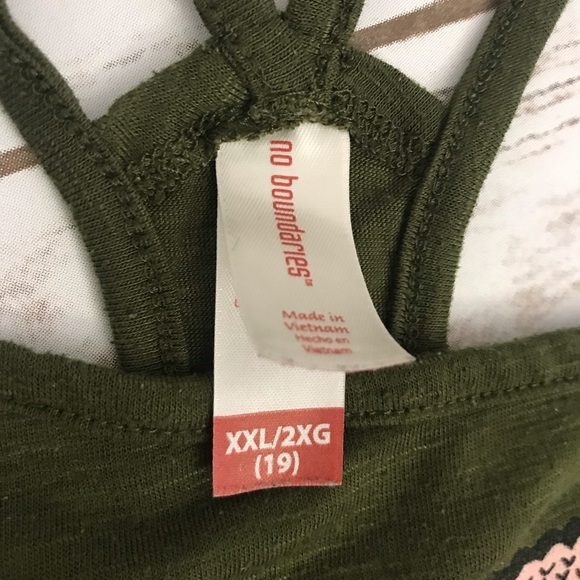 no boundaries™
Made in
Vietnam
Hecho en
Vietnam
XXL/2XG
(19)